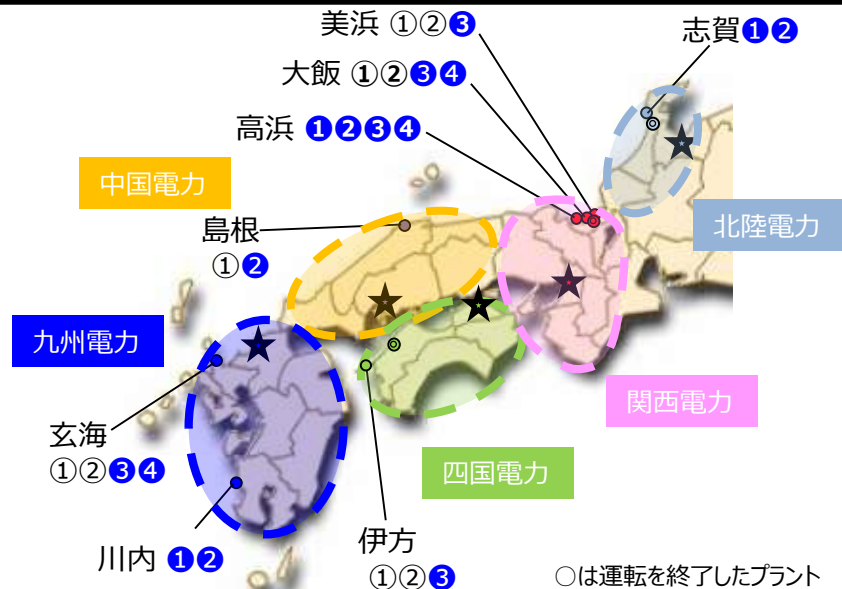 美浜 ①②❸
志賀❶❷
大飯 ①②❸❹
高浜 ❶❷❸❹
中国電力
島根
①❷
北陸電力
九州電力
関西電力
玄海
①②❸❹
四国電力
川内 ❶❷
伊方
①②❸
○は運転を終了したプラント